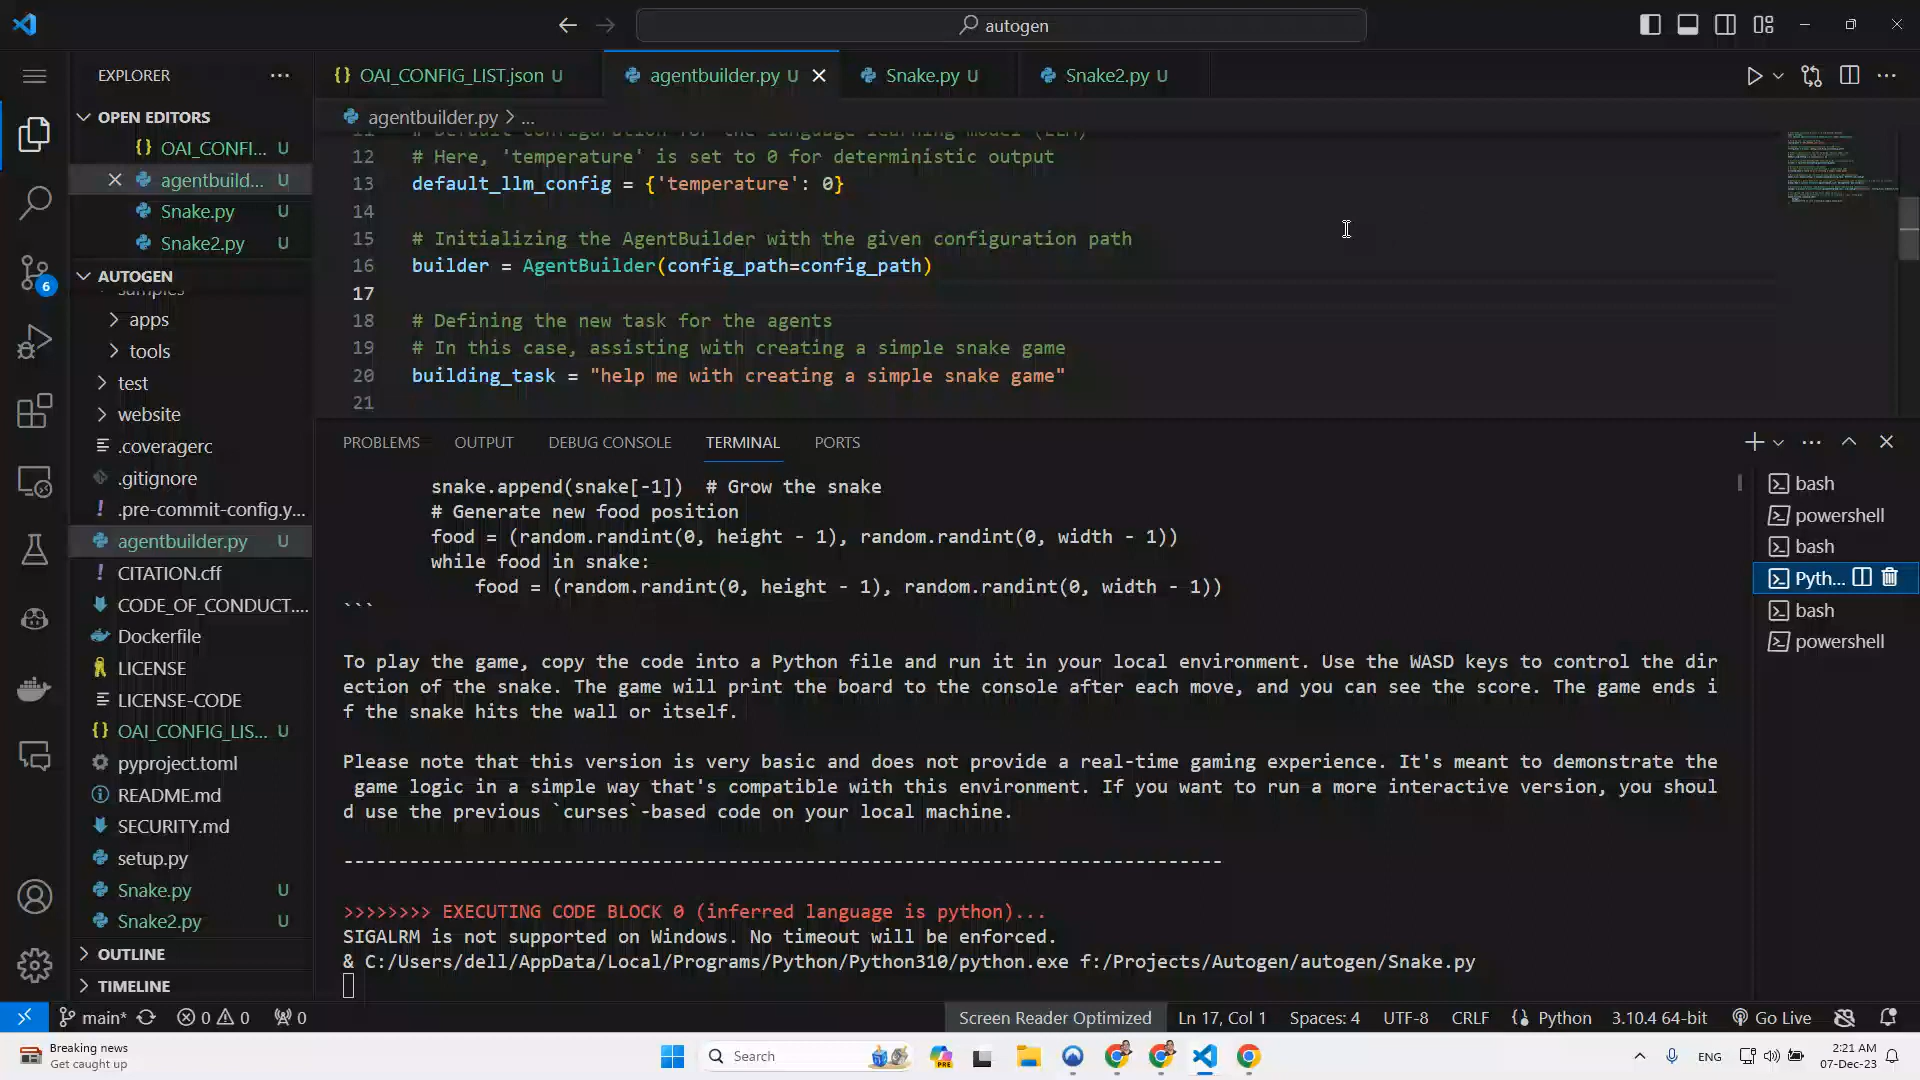 autogen
EXPLORER
OPEN EDITORS
OAI_CONFI... U
agentbuild... U
Snake.py U
Snake2.py U
AUTOGEN
samples
apps
tools
test
website
.coveragerc
.gitignore
.pre-commit-config.y...
agentbuilder.py U
CITATION.cff
CODE_OF_CONDUCT....
Dockerfile
LICENSE
LICENSE-CODE
OAI_CONFIG_LIS... U
pyproject.toml
README.md
SECURITY.md
setup.py
Snake.py U
Snake2.py U
OUTLINE
TIMELINE
6
OAI_CONFIG_LIST.json U
agentbuilder.py U
Snake.py U
Snake2.py U
agentbuilder.py > ...
11 # Default configuration for the language learning model (LLM)
12 # Here, 'temperature' is set to 0 for deterministic output
13 default_llm_config = {'temperature': 0}
14
15 # Initializing the AgentBuilder with the given configuration path
16 builder = AgentBuilder(config_path=config_path)
17
18 # Defining the new task for the agents
19 # In this case, assisting with creating a simple snake game
20 building_task = "help me with creating a simple snake game"
21
PROBLEMS OUTPUT DEBUG CONSOLE TERMINAL PORTS
snake.append(snake[-1])  # Grow the snake
# Generate new food position
food = (random.randint(0, height - 1), random.randint(0, width - 1))
while food in snake:
food = (random.randint(0, height - 1), random.randint(0, width - 1))
```
To play the game, copy the code into a Python file and run it in your local environment. Use the WASD keys to control the dir
ection of the snake. The game will print the board to the console after each move, and you can see the score. The game ends i
f the snake hits the wall or itself.
Please note that this version is very basic and does not provide a real-time gaming experience. It's meant to demonstrate the
game logic in a simple way that's compatible with this environment. If you want to run a more interactive version, you shoul
d use the previous `curses`-based code on your local machine.
--------------------------------------------------------------------------------
>>>>>>>> EXECUTING CODE BLOCK 0 (inferred language is python)...
SIGALRM is not supported on Windows. No timeout will be enforced.
& C:/Users/dell/AppData/Local/Programs/Python/Python310/python.exe f:/Projects/Autogen/autogen/Snake.py
bash
powershell
bash
Pyth...
bash
powershell
main* 0 0 0
Screen Reader Optimized Ln 17, Col 1 Spaces: 4 UTF-8 CRLF Python 3.10.4 64-bit Go Live
Breaking news
Get caught up
Search
PRE
ENG
2:21 AM
07-Dec-23